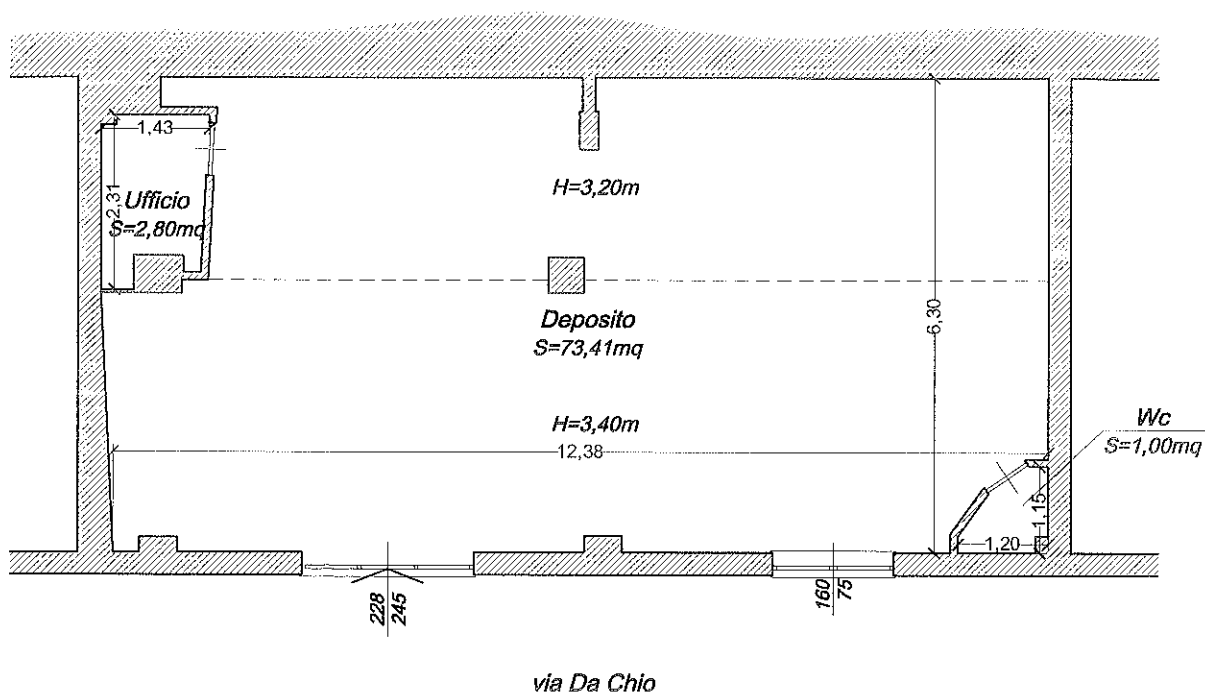 1,43
2,31
Ufficio
S=2,80mq
H=3,20m
Deposito
S=73,41mq
6,30
H=3,40m
12,38
Wc
S=1,00mq
1,15
1,20
228
245
160
75
via Da Chio